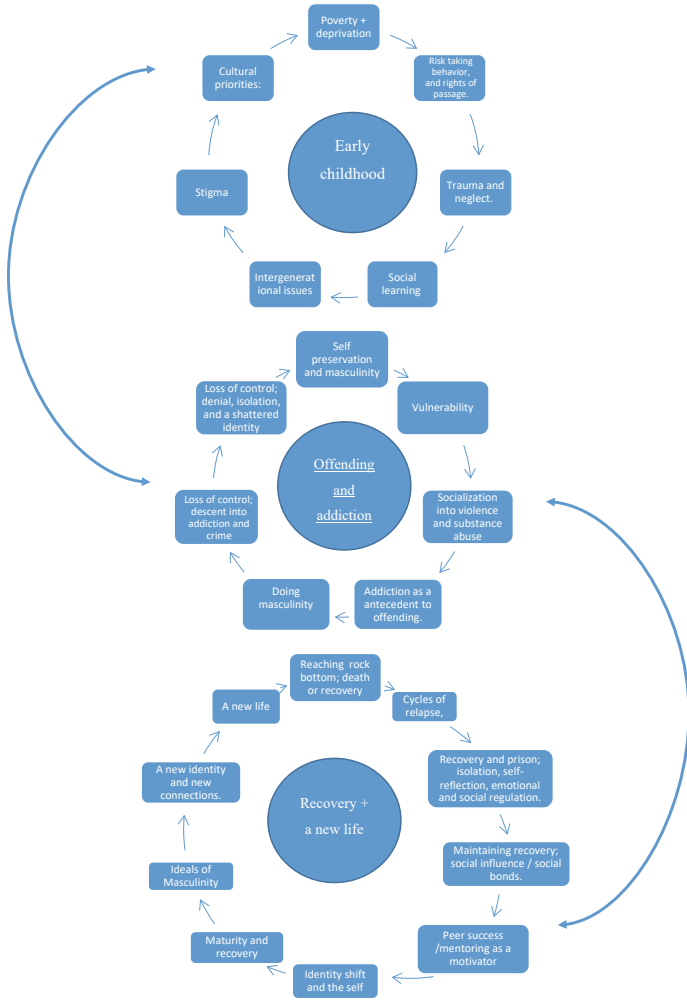 Poverty +
deprivation
Risk taking
behavior,
and rights of
passage.
Trauma and
neglect.
Social
learning
Intergenerat
ional issues
Stigma
Cultural
priorities:
Early
childhood
Self
preservation
and masculinity
Vulnerability
Socialization
into violence
and substance
abuse
Addiction as a
antecedent to
offending.
Doing
masculinity
Loss of control;
descent into
addiction and
crime
Loss of control;
denial, isolation,
and a shattered
identity
Offending
and
addiction
Reaching rock
bottom; death
or recovery
Cycles of
relapse,
Recovery and prison;
isolation, self-
reflection, emotional
and social regulation.
Maintaining recovery;
social influence / social
bonds.
Peer success
/mentoring as a
motivator
Identity shift
and the self
Maturity and
recovery
Ideals of
Masculinity
A new identity
and new
connections.
A new life
Recovery +
a new life